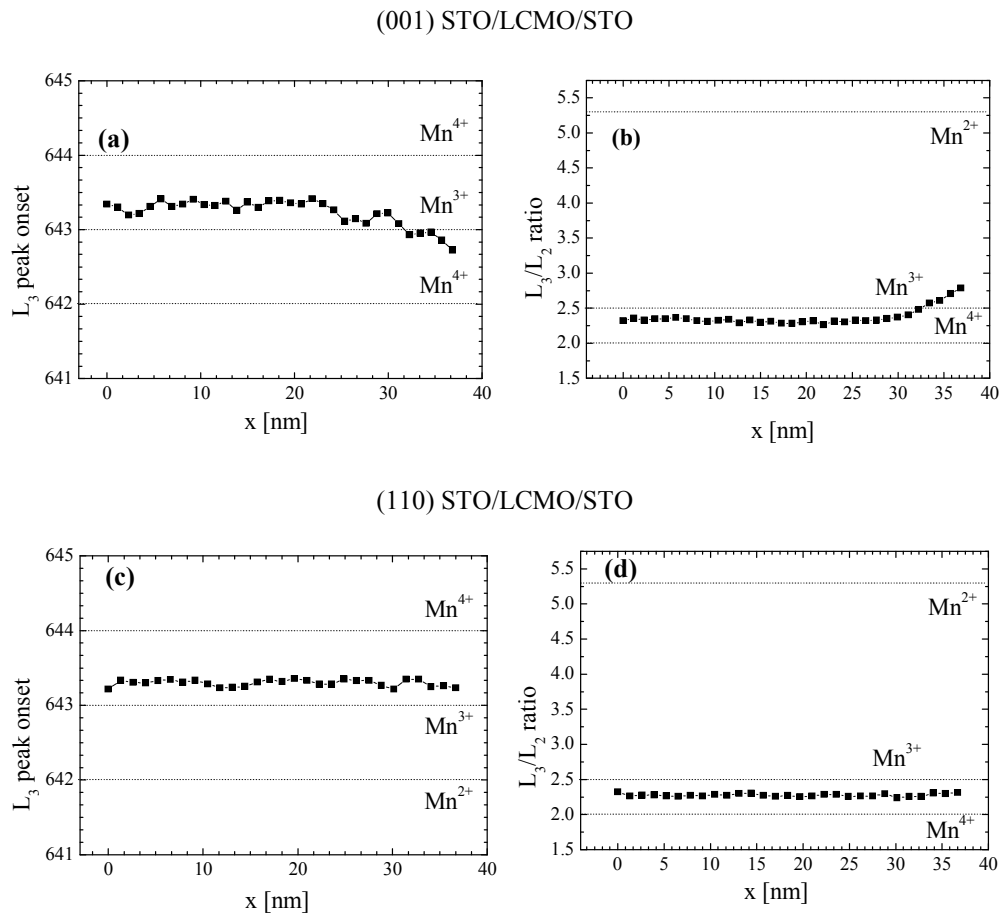 (001) STO/LCMO/STO
645
644
643
642
641
L₃ peak onset
(a)
Mn⁴⁺
Mn³⁺
Mn⁴⁺
0 10 20 30 40
x [nm]
5.5
5.0
4.5
4.0
3.5
3.0
2.5
2.0
1.5
L₃/L₂ ratio
(b)
Mn²⁺
Mn³⁺
Mn⁴⁺
0 5 10 15 20 25 30 35 40
x [nm]
(110) STO/LCMO/STO
645
644
643
642
641
L₃ peak onset
(c)
Mn⁴⁺
Mn³⁺
Mn²⁺
0 10 20 30 40
x [nm]
5.5
5.0
4.5
4.0
3.5
3.0
2.5
2.0
1.5
L₃/L₂ ratio
(d)
Mn²⁺
Mn³⁺
Mn⁴⁺
0 5 10 15 20 25 30 35 40
x [nm]